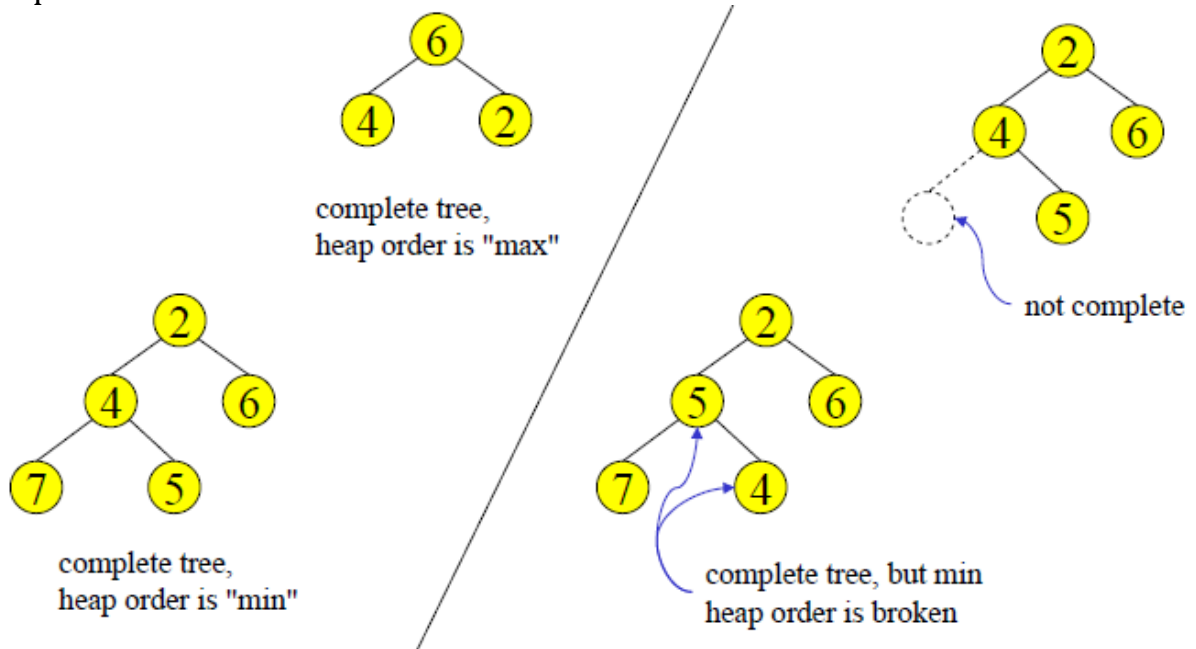 6
4 2
complete tree,
heap order is "max"
2
4 6
5
not complete
2
4 6
7 5
complete tree,
heap order is "min"
2
5 6
7 4
complete tree, but min
heap order is broken